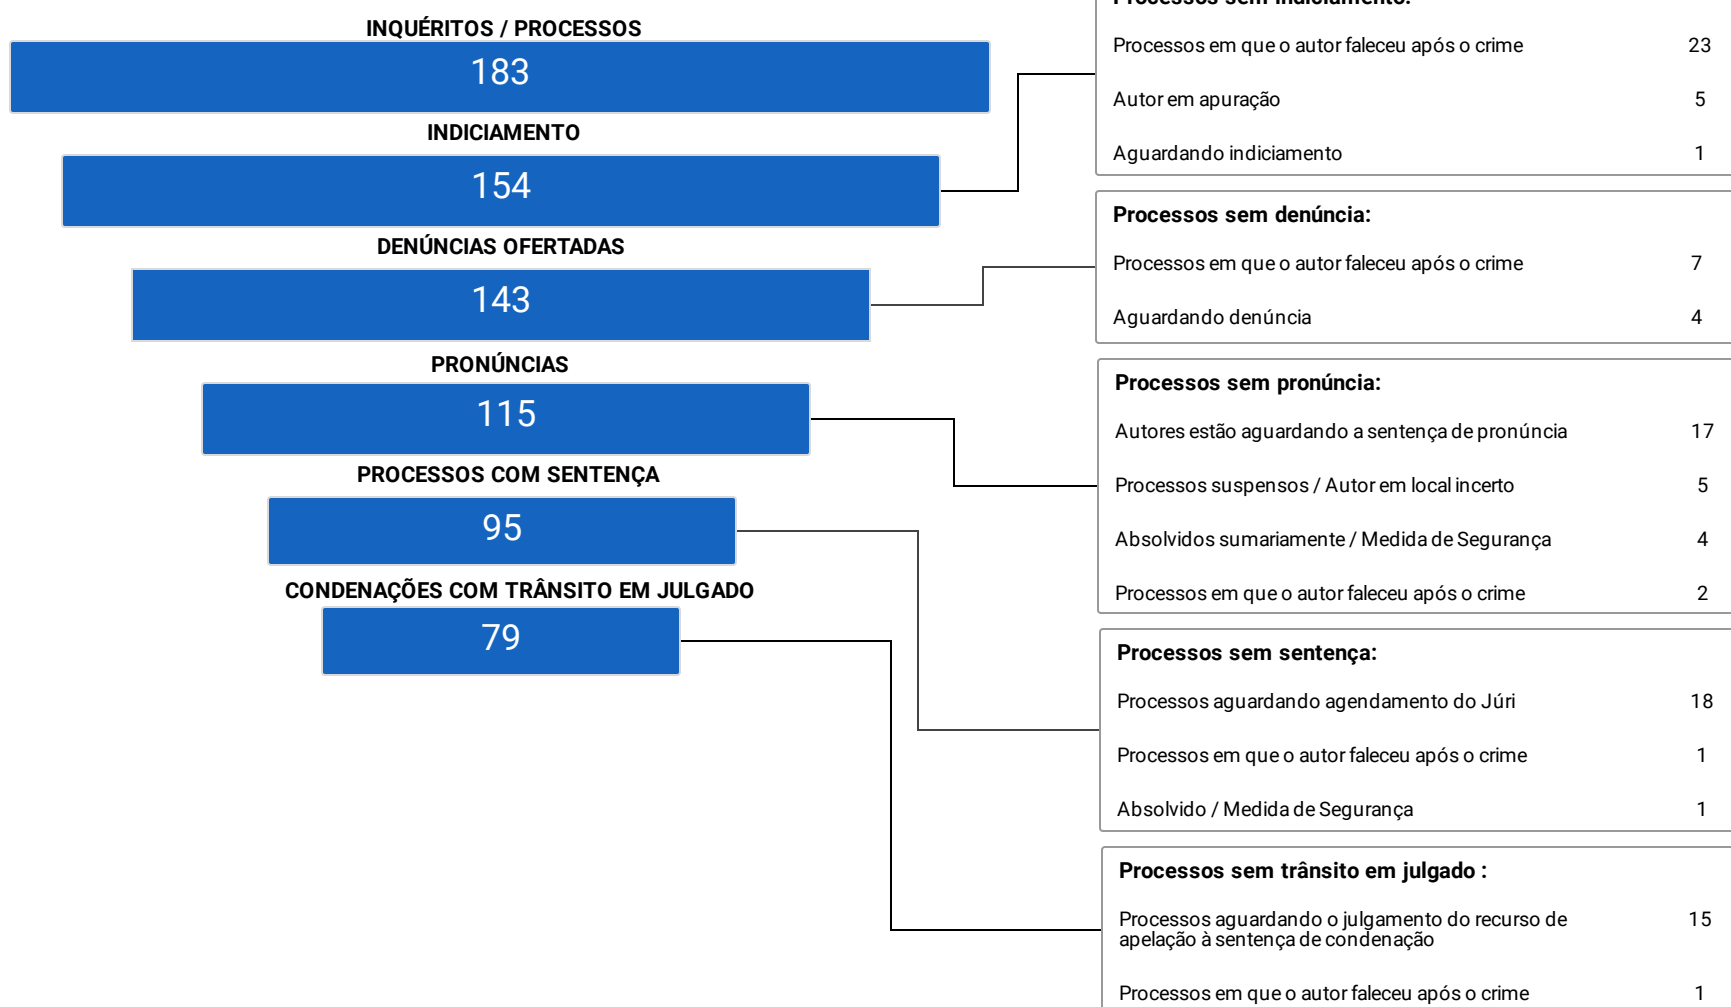 INQUÉRITOS / PROCESSOS
183
INDICIAMENTO
154
DENÚNCIAS OFERTADAS
143
PRONÚNCIAS
115
PROCESSOS COM SENTENÇA
95
CONDENAÇÕES COM TRÂNSITO EM JULGADO
79
Processos sem indiciamento:
Processos em que o autor faleceu após o crime 23
Autor em apuração 5
Aguardando indiciamento 1
Processos sem denúncia:
Processos em que o autor faleceu após o crime 7
Aguardando denúncia 4
Processos sem pronúncia:
Autores estão aguardando a sentença de pronúncia 17
Processos suspensos / Autor em local incerto 5
Absolvidos sumariamente / Medida de Segurança 4
Processos em que o autor faleceu após o crime 2
Processos sem sentença:
Processos aguardando agendamento do Júri 18
Processos em que o autor faleceu após o crime 1
Absolvido / Medida de Segurança 1
Processos sem trânsito em julgado :
Processos aguardando o julgamento do recurso de 15
apelação à sentença de condenação
Processos em que o autor faleceu após o crime 1